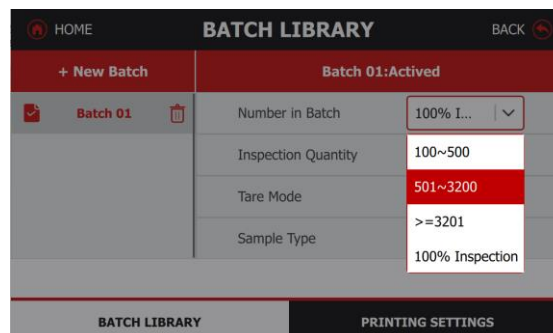 HOME BATCH LIBRARY BACK
+ New Batch Batch 01:Actived
Batch 01 Number in Batch 100% I...
100~500
Inspection Quantity
501~3200
Tare Mode
>=3201
Sample Type
100% Inspection
BATCH LIBRARY PRINTING SETTINGS